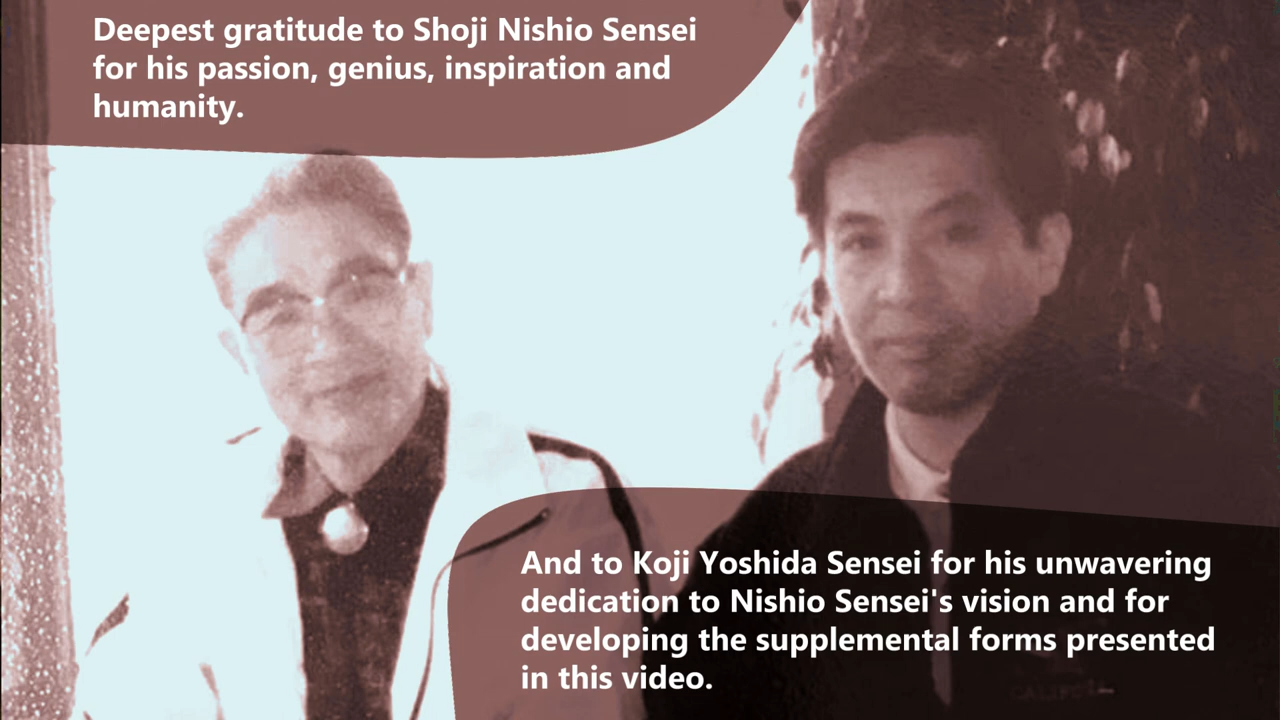 Deepest gratitude to Shoji Nishio Sensei
for his passion, genius, inspiration and
humanity.
And to Koji Yoshida Sensei for his unwavering
dedication to Nishio Sensei's vision and for
developing the supplemental forms presented
in this video.